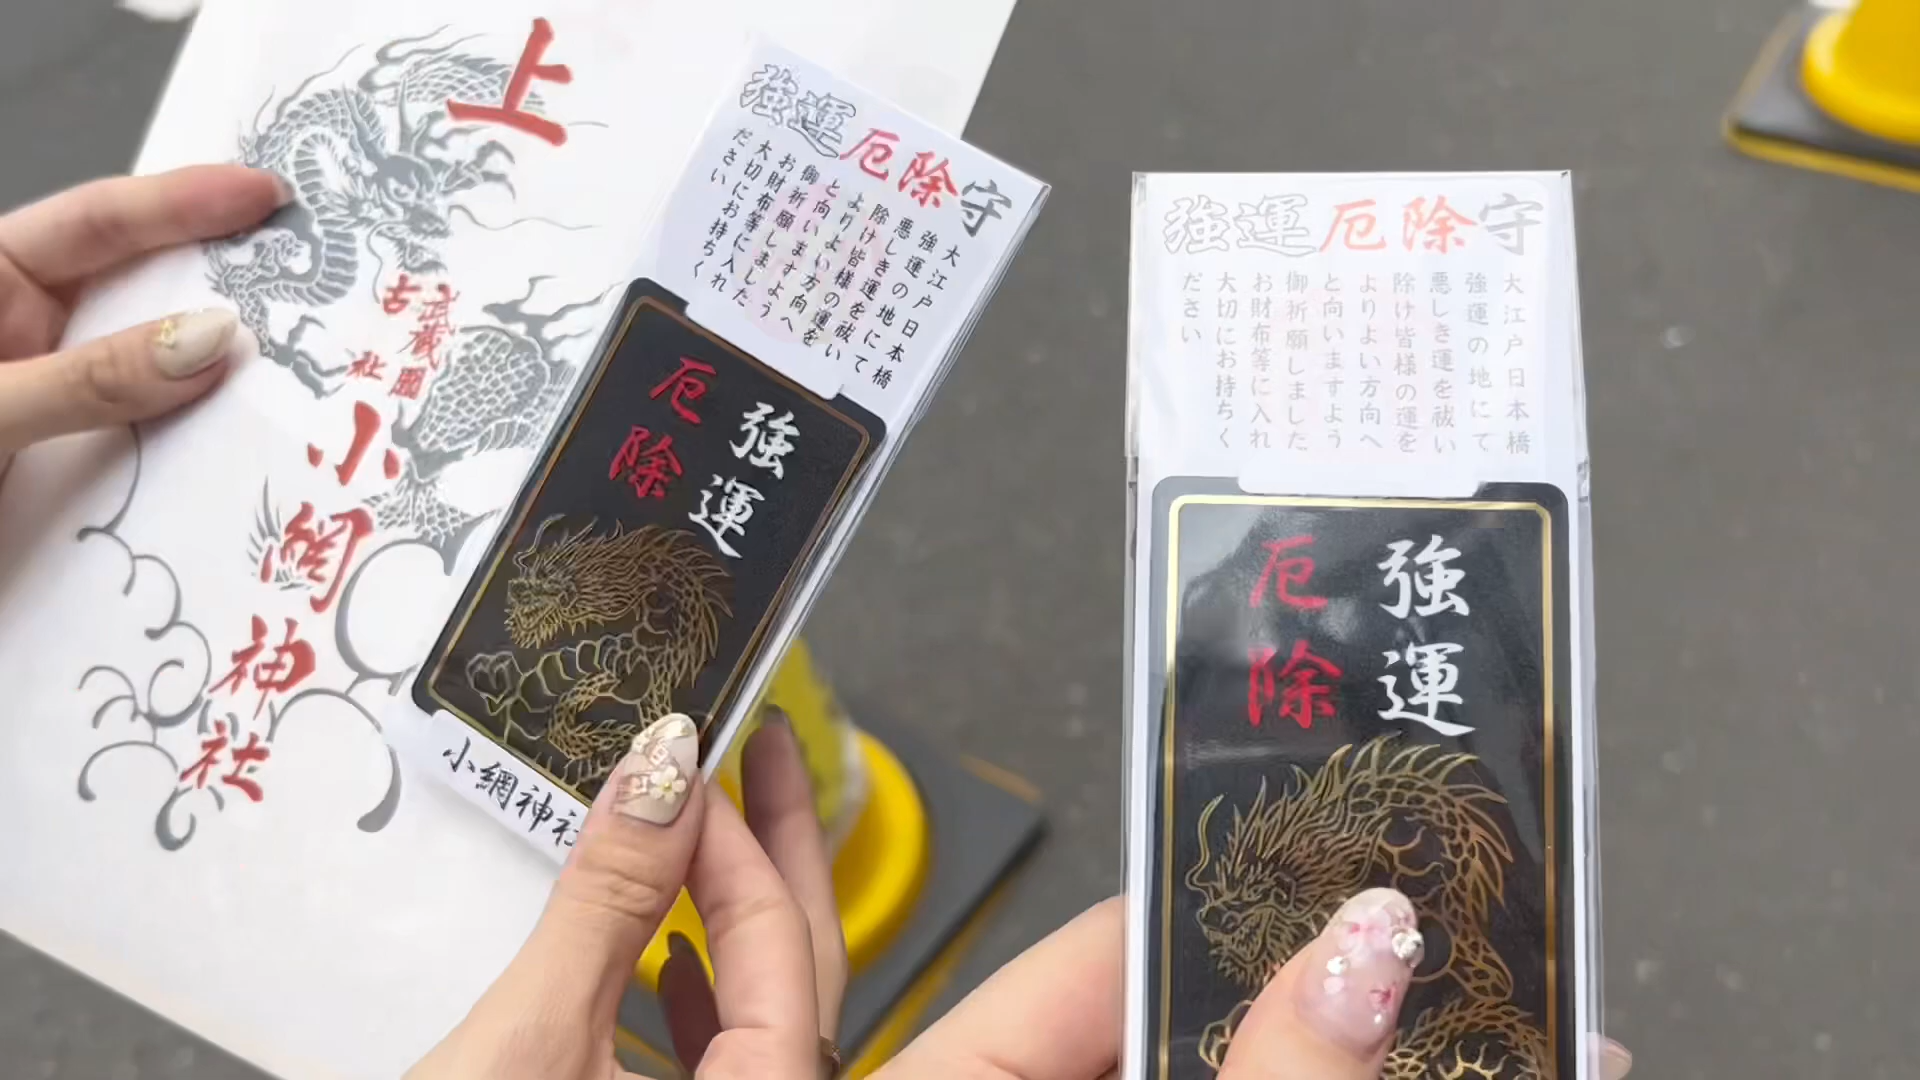 上
武蔵國
古社
小網神社
強運厄除守
大江戸日本橋
強運の地にて
悪しき運を祓い
除け皆様の運を
よりよい方向へ
と向いますよう
御祈願しました
お財布等に入れ
大切にお持ちく
ださい
強運
厄除
小網神社
強運厄除守
大江戸日本橋
強運の地にて
悪しき運を祓い
除け皆様の運を
よりよい方向へ
と向いますよう
御祈願しました
お財布等に入れ
大切にお持ちく
ださい
強運
厄除